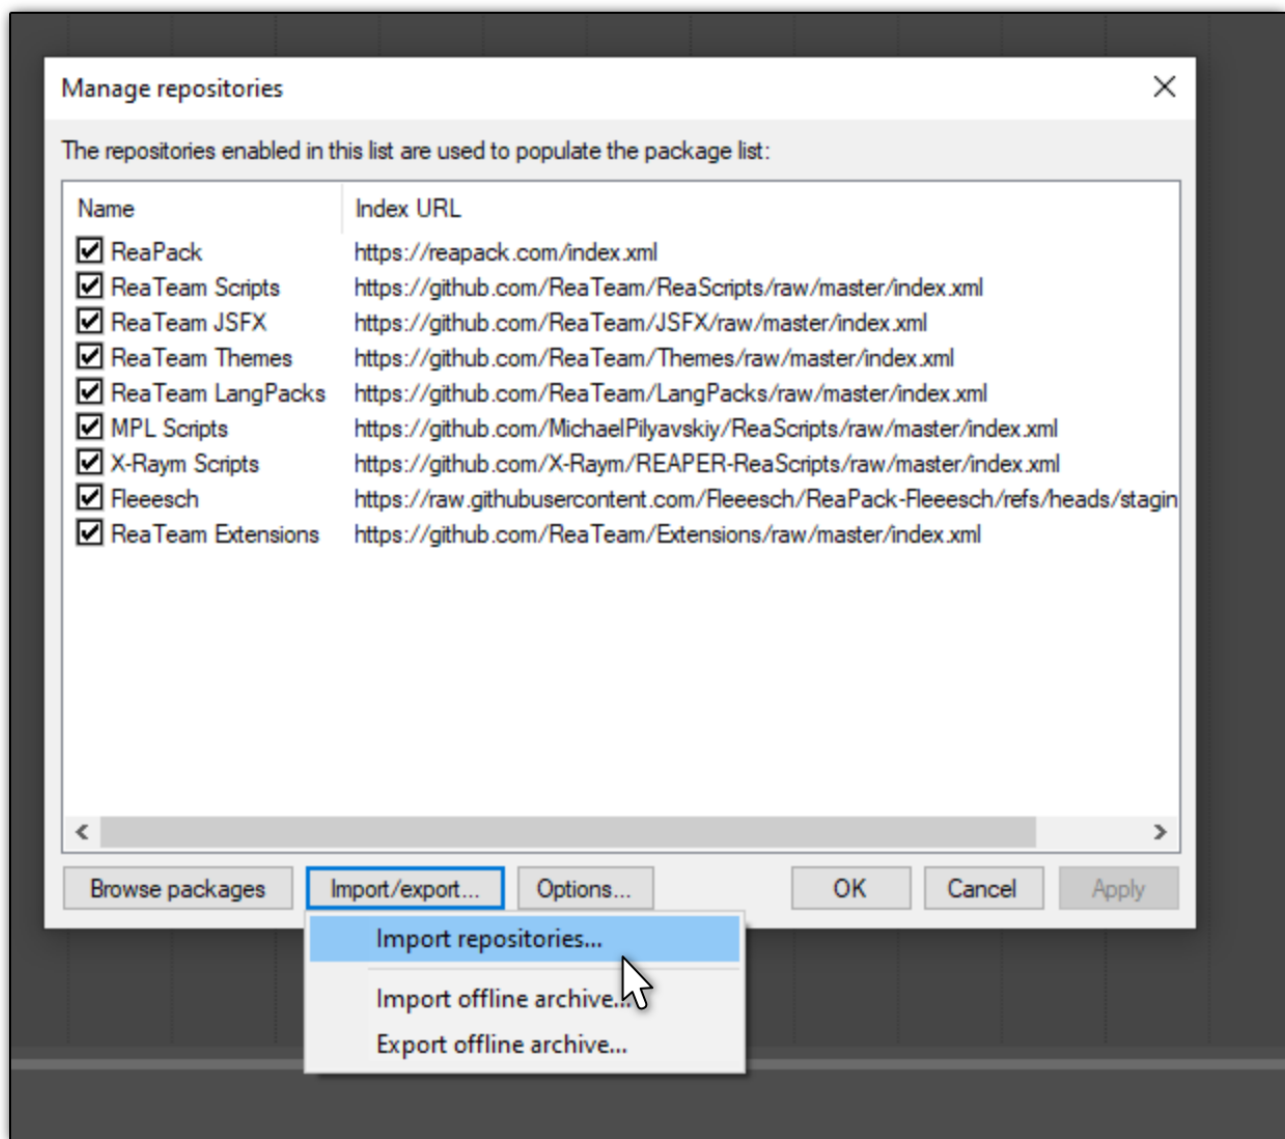 Manage repositories
The repositories enabled in this list are used to populate the package list:
Name Index URL
ReaPack https://reapack.com/index.xml
ReaTeam Scripts https://github.com/ReaTeam/ReaScripts/raw/master/index.xml
ReaTeam JSFX https://github.com/ReaTeam/JSFX/raw/master/index.xml
ReaTeam Themes https://github.com/ReaTeam/Themes/raw/master/index.xml
ReaTeam LangPacks https://github.com/ReaTeam/LangPacks/raw/master/index.xml
MPL Scripts https://github.com/MichaelPilyavskiy/ReaScripts/raw/master/index.xml
X-Raym Scripts https://github.com/X-Raym/REAPER-ReaScripts/raw/master/index.xml
Fleeesch https://raw.githubusercontent.com/Fleeesch/ReaPack-Fleeesch/refs/heads/stagin
ReaTeam Extensions https://github.com/ReaTeam/Extensions/raw/master/index.xml
Browse packages Import/export... Options... OK Cancel Apply
Import repositories...
Import offline archive...
Export offline archive...